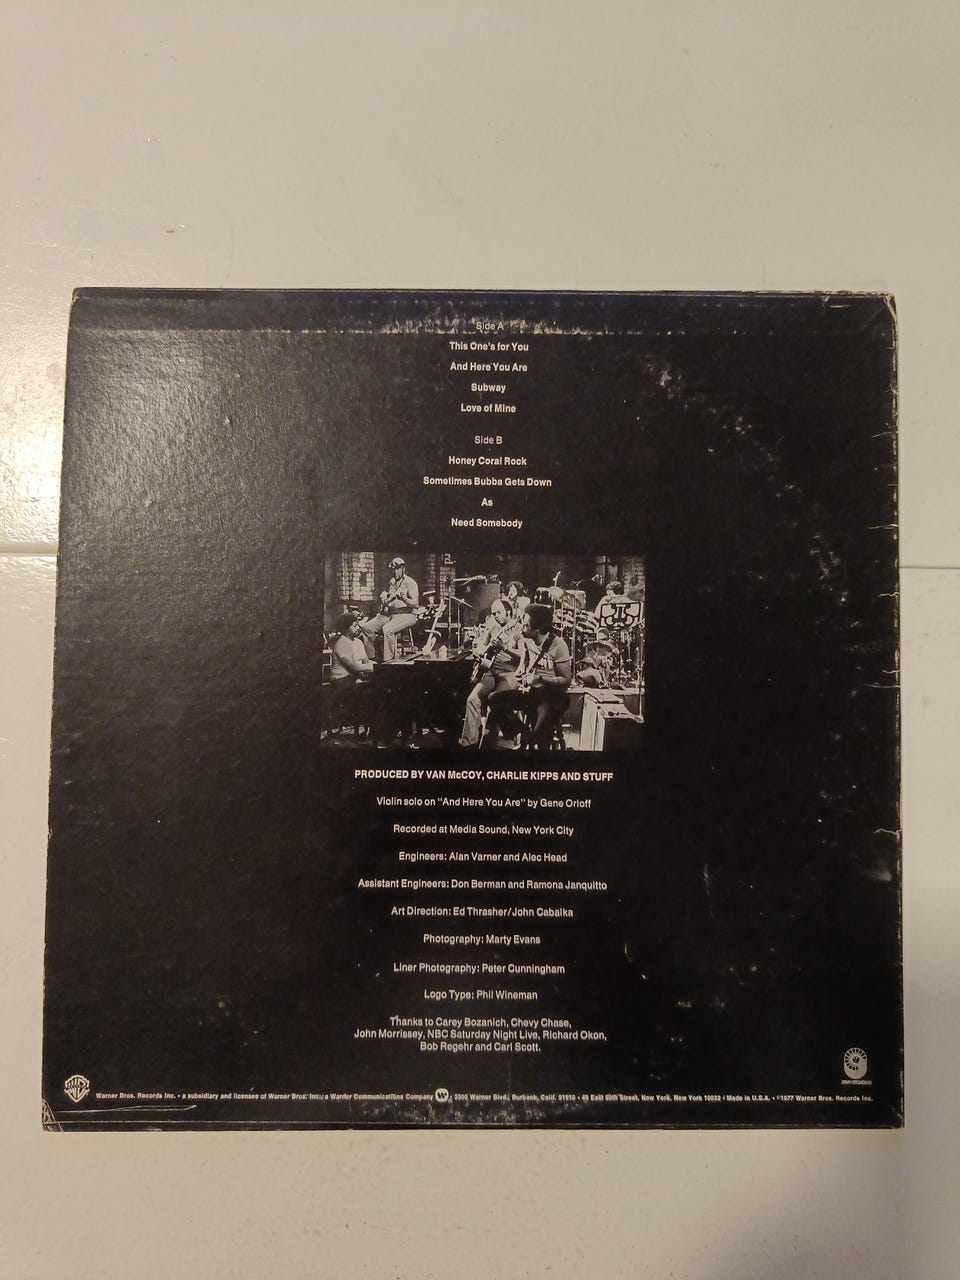 Side A
This One's for You
And Here You Are
Subway
Love of Mine
Side B
Honey Coral Rock
Sometimes Bubba Gets Down
As
Need Somebody
PRODUCED BY VAN McCOY, CHARLIE KIPPS AND STUFF
Violin solo on "And Here You Are" by Gene Orloff
Recorded at Media Sound, New York City
Engineers: Alan Varner and Alec Head
Assistant Engineers: Don Berman and Ramona Janquitto
Art Direction: Ed Thrasher/John Cabalka
Photography: Marty Evans
Liner Photography: Peter Cunningham
Logo Type: Phil Wineman
Thanks to Carey Bozanich, Chevy Chase,
John Morrissey, NBC Saturday Night Live, Richard Okon,
Bob Regehr and Carl Scott.
Warner Bros. Records Inc. • a subsidiary and licensee of Warner Bros. Inc., a Warner Communications Company 3300 Warner Blvd., Burbank, Calif. 91510 • 44 East 50th Street, New York, New York 10022 • Made in U.S.A. • ©1977 Warner Bros. Records Inc.